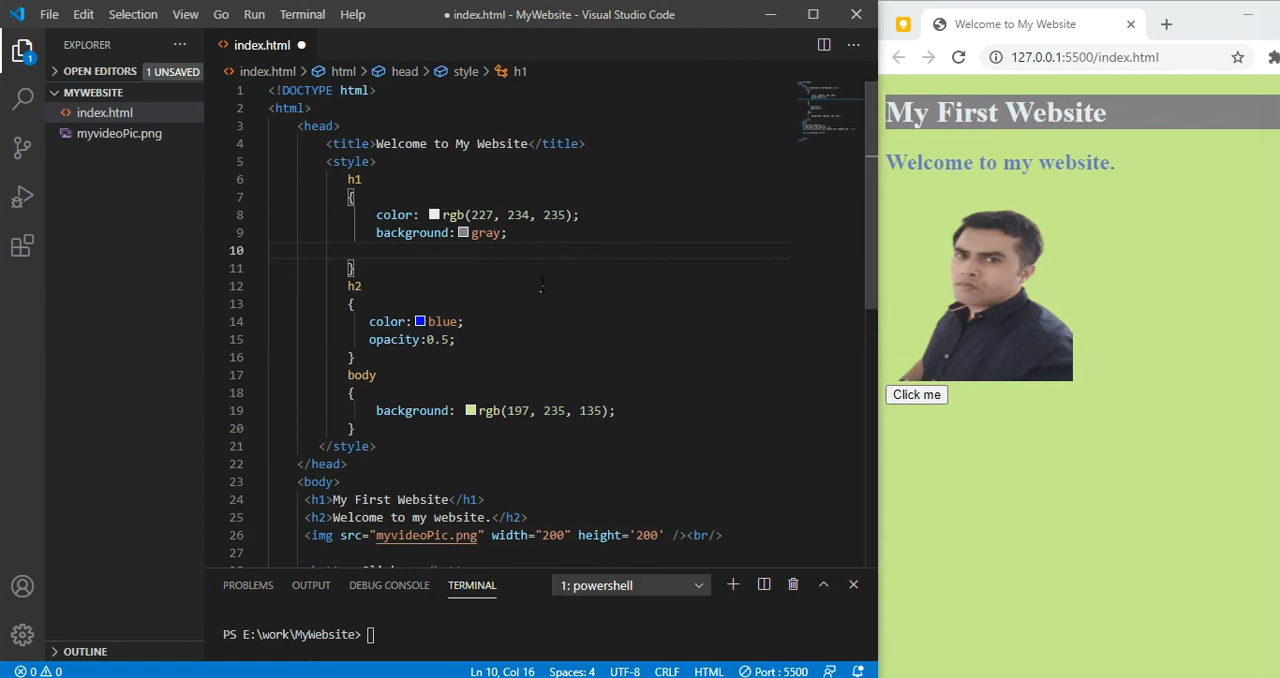 File Edit Selection View Go Run Terminal Help ● index.html - MyWebsite - Visual Studio Code
EXPLORER ···
1
OPEN EDITORS 1 UNSAVED
MYWEBSITE
index.html
myvideoPic.png
OUTLINE
index.html
index.html > html > head > style > h1
1 <!DOCTYPE html>
2 <html>
3 <head>
4 <title>Welcome to My Website</title>
5 <style>
6 h1
7 {
8 color: rgb(227, 234, 235);
9 background:gray;
10
11 }
12 h2
13 {
14 color:blue;
15 opacity:0.5;
16 }
17 body
18 {
19 background: rgb(197, 235, 135);
20 }
21 </style>
22 </head>
23 <body>
24 <h1>My First Website</h1>
25 <h2>Welcome to my website.</h2>
26 <img src="myvideoPic.png" width="200" height='200' /><br/>
27
PROBLEMS OUTPUT DEBUG CONSOLE TERMINAL 1: powershell
PS E:\work\MyWebsite>
0 0 Ln 10, Col 16 Spaces: 4 UTF-8 CRLF HTML Port : 5500
Welcome to My Website
127.0.0.1:5500/index.html
My First Website
Welcome to my website.
Click me